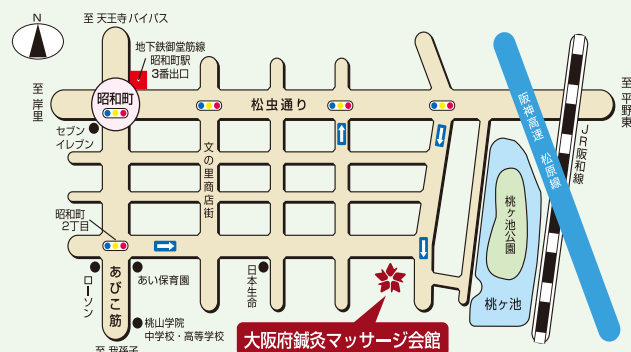 N
至 天王寺 バイパス
地下鉄御堂筋線
昭和町駅
3番出口
至 岸里
昭和町
松虫通り
至 平野東
セブン
イレブン
文の里商店街
阪神高速 松原線
JR阪和線
桃ヶ池公園
桃ヶ池
昭和町
2丁目
ローソン
あびこ筋
あい保育園
日本生命
桃山学院
中学校・高等学校
大阪府鍼灸マッサージ会館
至 我孫子